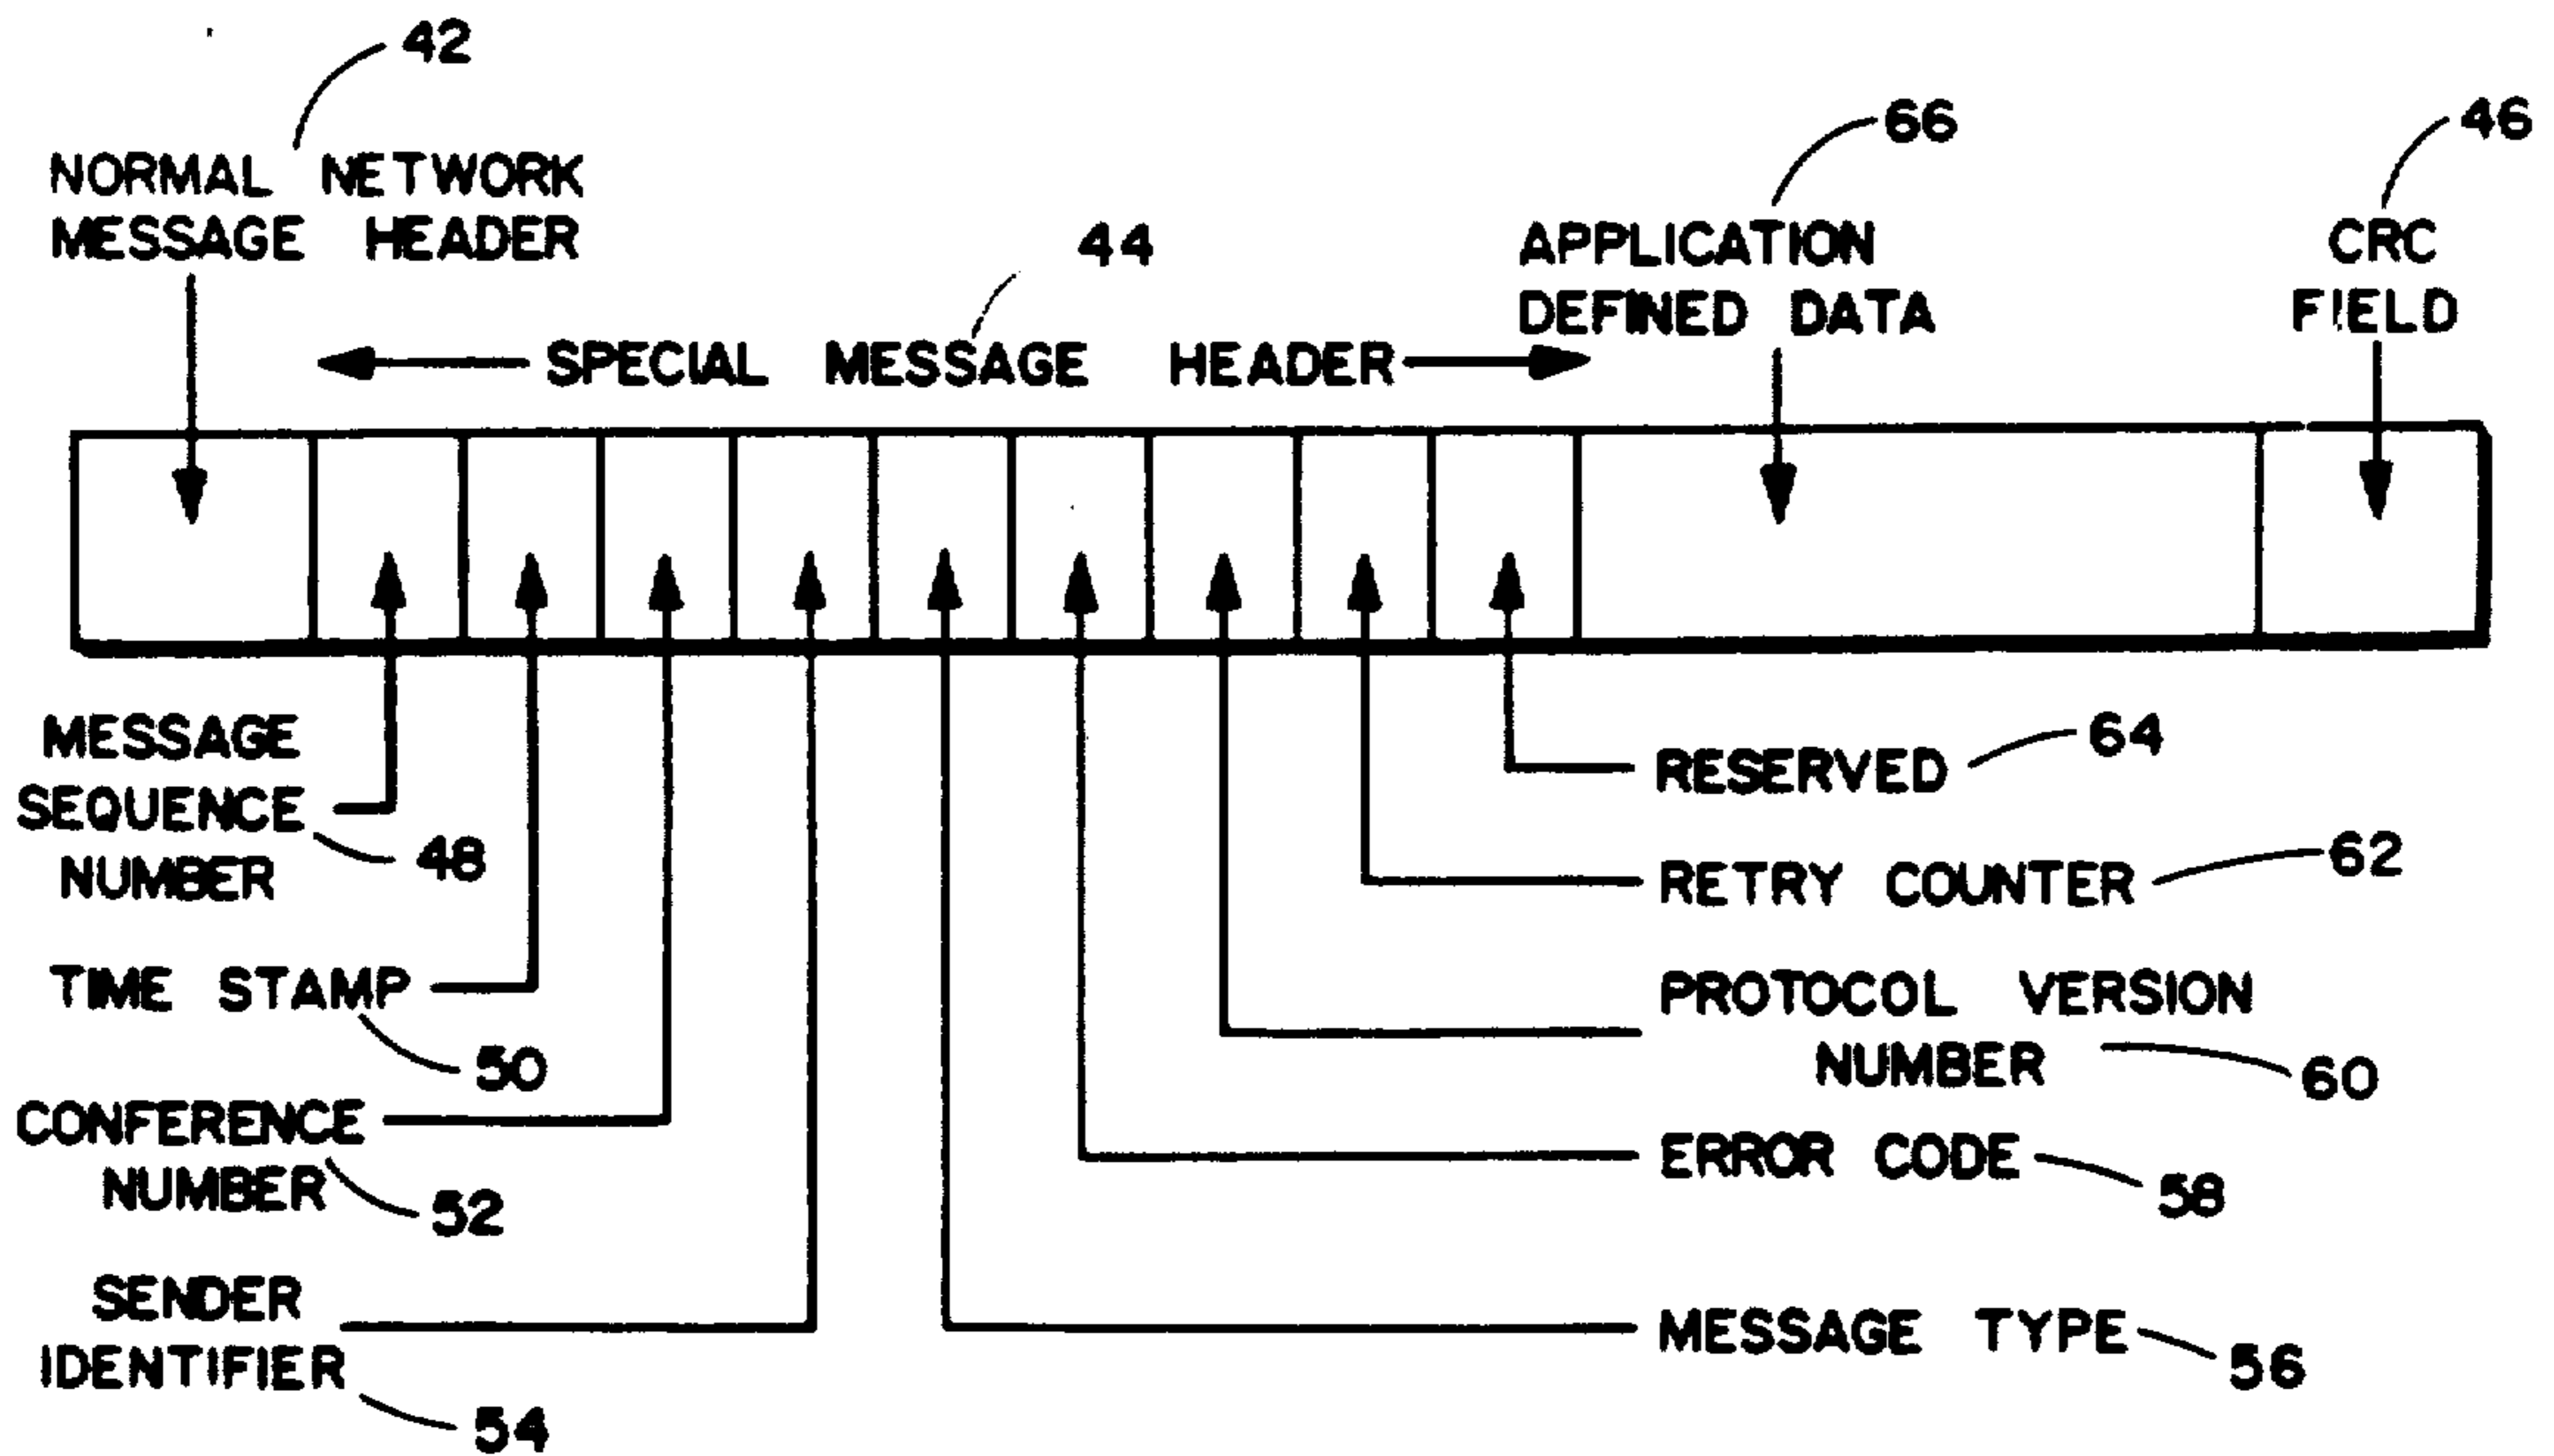 42
NORMAL NETWORK
MESSAGE HEADER
44
SPECIAL MESSAGE HEADER
66
APPLICATION
DEFINED DATA
46
CRC
FIELD
MESSAGE
SEQUENCE
NUMBER
48
TIME STAMP
50
CONFERENCE
NUMBER
52
SENDER
IDENTIFIER
54
RESERVED
64
RETRY COUNTER
62
PROTOCOL VERSION
NUMBER
60
ERROR CODE
58
MESSAGE TYPE
56